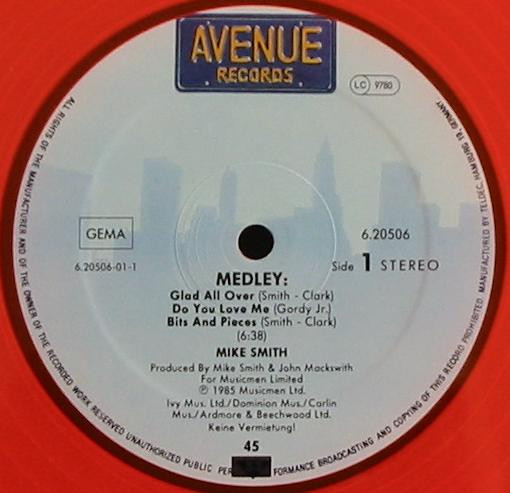 AVENUE
RECORDS
LC 9780
GEMA
6.20506-01-1
6.20506
Side 1 STEREO
MEDLEY:
Glad All Over (Smith - Clark)
Do You Love Me (Gordy Jr.)
Bits And Pieces (Smith - Clark)
(6:38)
MIKE SMITH
Produced By Mike Smith & John Mackswith
For Musicmen Limited
℗ 1985 Musicmen Ltd.
Ivy Mus. Ltd./Dominion Mus./Carlin
Mus./Ardmore & Beechwood Ltd.
Keine Vermietung!
45
ALL RIGHTS OF THE MANUFACTURER AND OF THE OWNER OF THE RECORDED WORK RESERVED UNAUTHORIZED PUBLIC PER FORMANCE BROADCASTING AND COPYING OF THIS RECORD PROHIBITED. MANUFACTURED BY TELDEC, HAMBURG 19, GERMANY